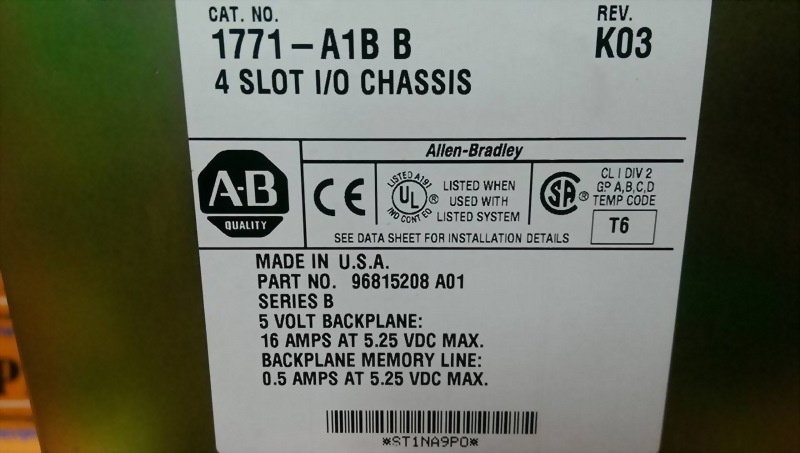 CAT. NO.
REV.
1771-A1B B
K03
4 SLOT I/O CHASSIS
Allen-Bradley
A-B
QUALITY
CE
LISTED A191
UL
®
IND CONT EQ
LISTED WHEN
USED WITH
LISTED SYSTEM
SA
®
CL I DIV 2
GP A,B,C,D
TEMP CODE
T6
SEE DATA SHEET FOR INSTALLATION DETAILS
MADE IN U.S.A.
PART NO. 96815208 A01
SERIES B
5 VOLT BACKPLANE:
16 AMPS AT 5.25 VDC MAX.
BACKPLANE MEMORY LINE:
0.5 AMPS AT 5.25 VDC MAX.
*ST1NA9P0*